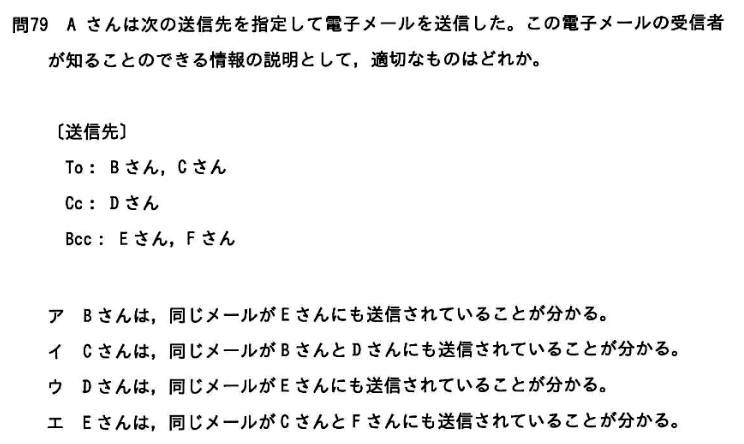 問79 A さんは次の送信先を指定して電子メールを送信した。この電子メールの受信者
が知ることのできる情報の説明として，適切なものはどれか。
〔送信先〕
To： B さん，C さん
Cc： D さん
Bcc： E さん，F さん
ア B さんは，同じメールが E さんにも送信されていることが分かる。
イ C さんは，同じメールが B さんと D さんにも送信されていることが分かる。
ウ D さんは，同じメールが E さんにも送信されていることが分かる。
エ E さんは，同じメールが C さんと F さんにも送信されていることが分かる。